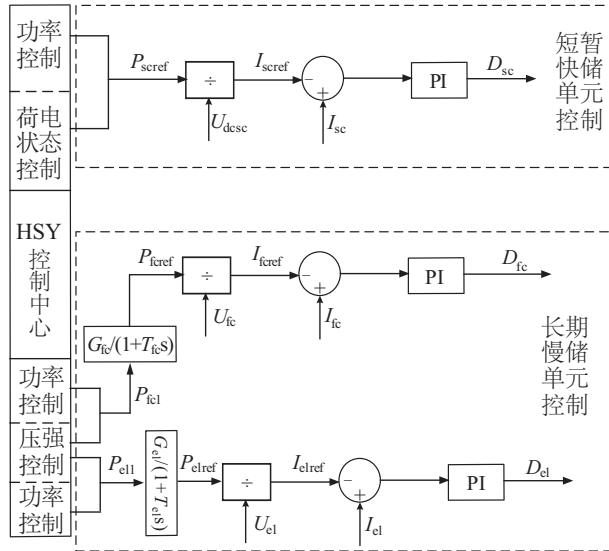 功率
控制
荷电
状态
控制
HSY
控制
中心
功率
控制
压强
控制
功率
控制
P_scref
÷
I_scref
-
+
PI
D_sc
U_dcsc
I_sc
短暂
快储
单元
控制
P_fcref
÷
I_fcref
-
+
PI
D_fc
U_fc
I_fc
G_fc/(1+T_fcs)
P_fc1
长期
慢储
单元
控制
P_el1
G_el/(1+T_els)
P_elref
÷
I_elref
-
+
PI
D_el
U_el
I_el